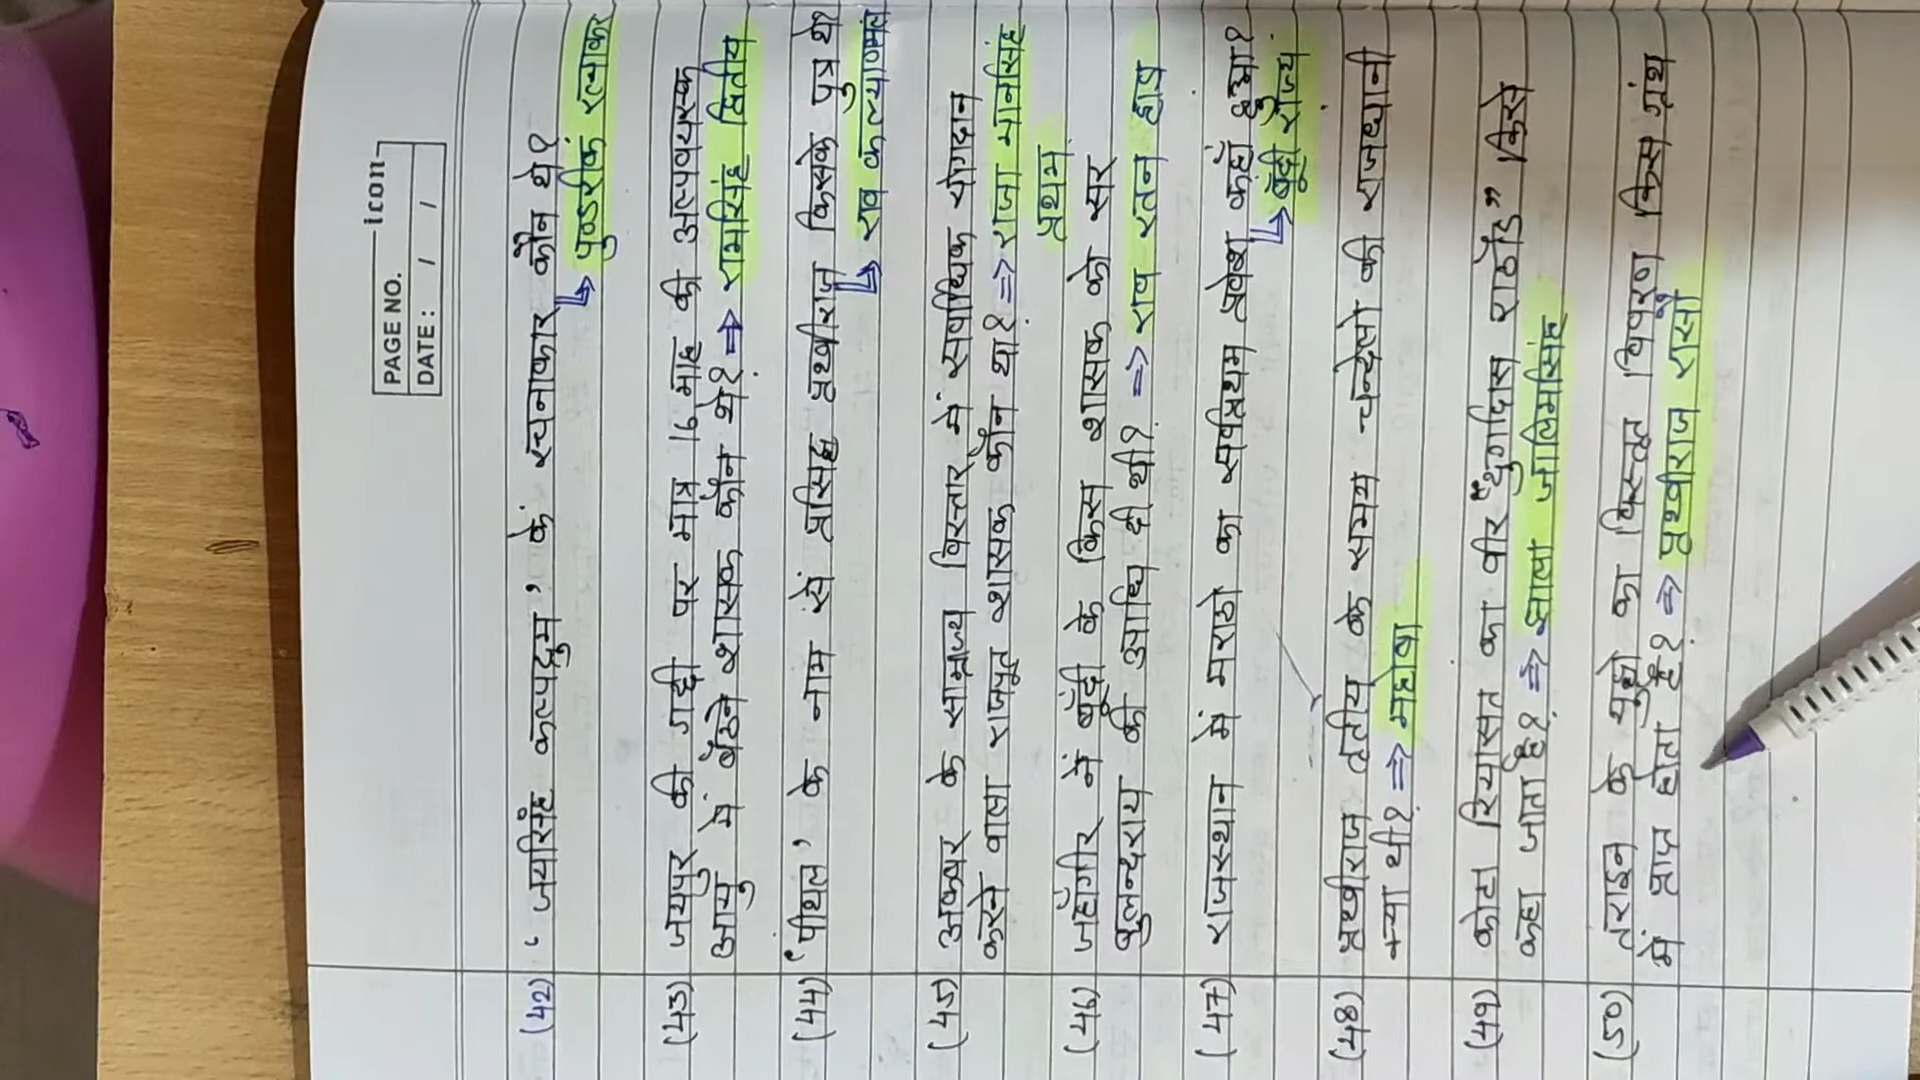 icon
PAGE NO.
DATE: / /
(42) ‘जयसिंह कल्पद्रुम’ के रचनाकार कौन थे?
↳ पुण्डरीक रत्नाकर
(43) जयपुर की गद्दी पर मात्र 16 माह की अल्पवयस्क
आयु में बैठने शासक कौन थे? ⇒ रामसिंह द्वितीय
(44) ‘पीथल’ के नाम से प्रसिद्ध पृथ्वीराज किसके पुत्र थे?
↳ राव कल्याणमल
(45) अकबर के साम्राज्य विस्तार में सर्वाधिक योगदान
करने वाला राजपूत शासक कौन था? ⇒ राजा मानसिंह
प्रथम
(46) जहाँगीर ने बूँदी के किस शासक को सर
बुलन्दराय की उपाधि दी थी? ⇒ राव रतन हाडा
(47) राजस्थान में मराठो का सर्वप्रथम प्रवेश कहाँ हुआ?
↳ बूंदी राज्य
(48) पृथ्वीराज तृतीय के समय चन्देलो की राजधानी
क्या थी? ⇒ महोबा
(49) कोटा रियासत का वीर "दुर्गादास राठौड" किसे
कहा जाता है? ⇒ झाला जालिमसिंह
(50) तराइन के युद्धो का विस्तृत विवरण किस ग्रंथ
में प्राप्त होता है? ⇒ पृथ्वीराज रासो